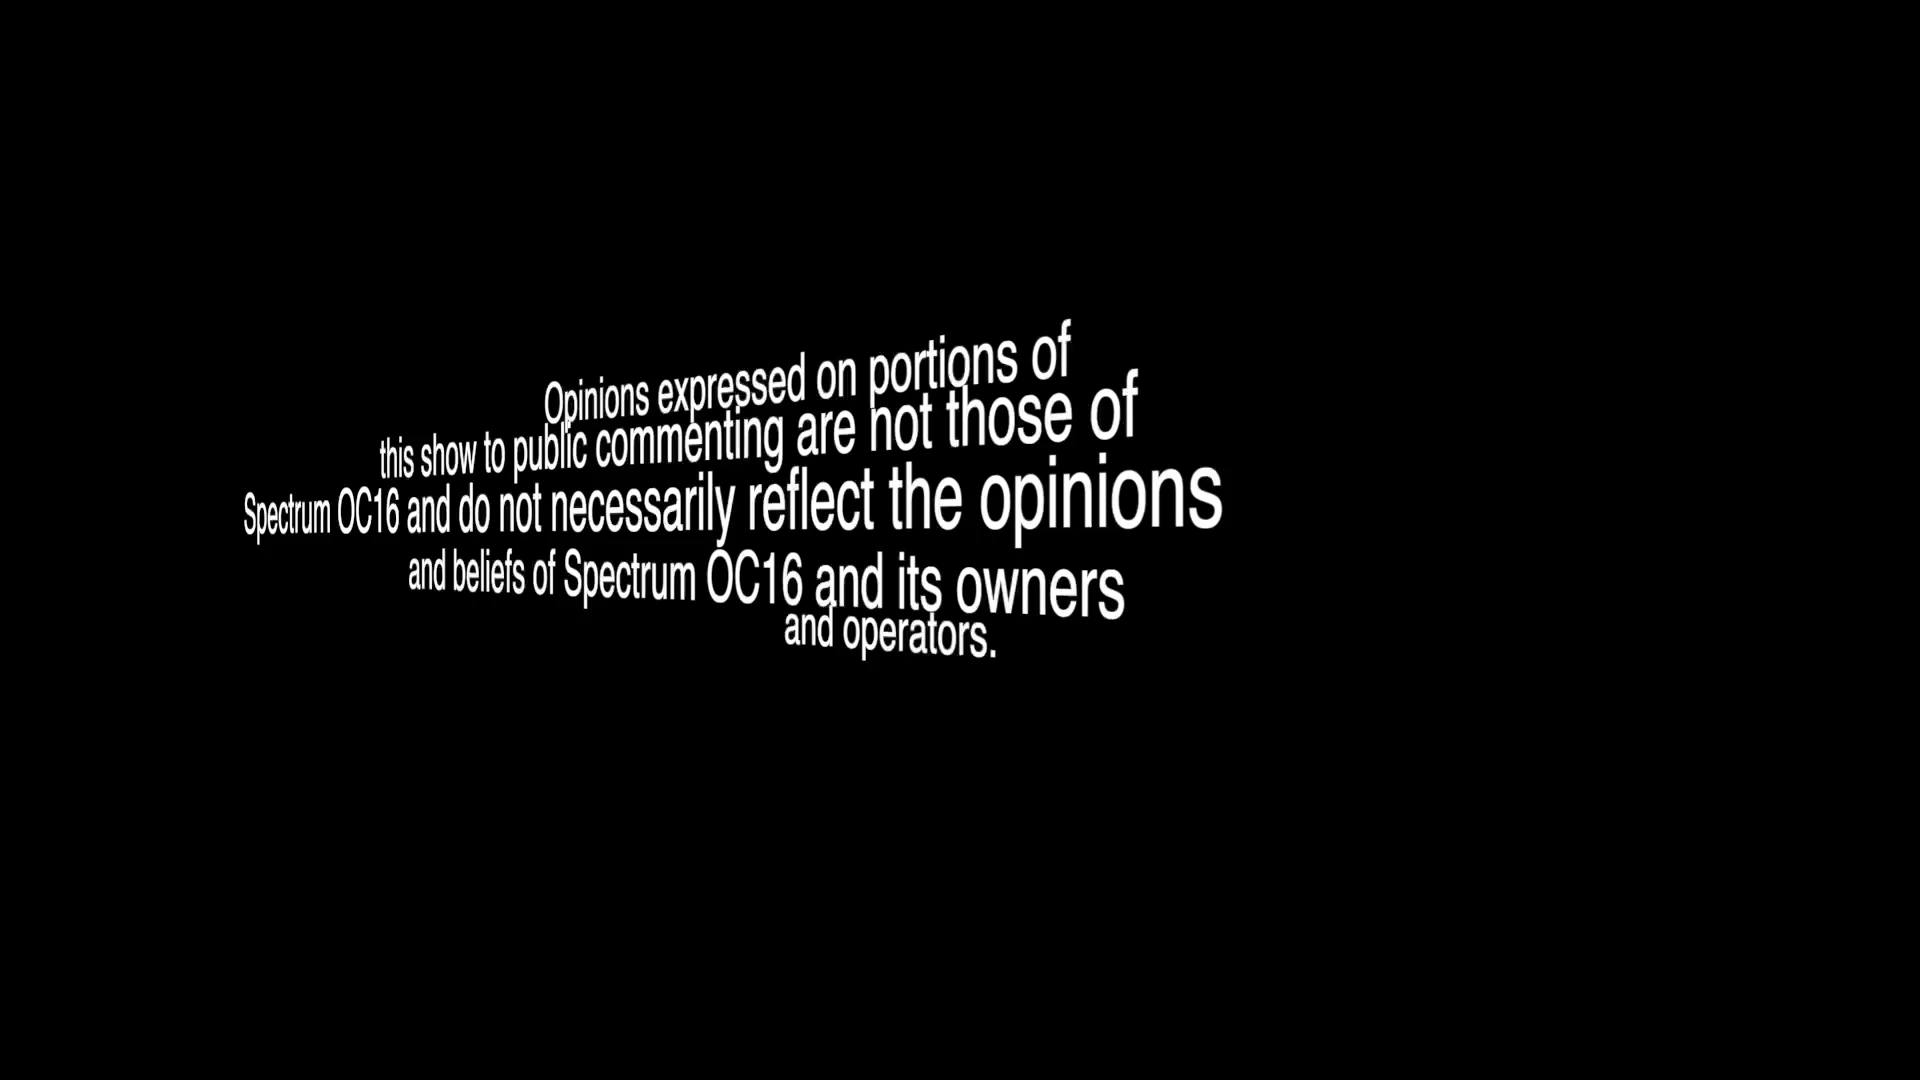 Opinions expressed on portions of
this show to public commenting are not those of
Spectrum OC16 and do not necessarily reflect the opinions
and beliefs of Spectrum OC16 and its owners
and operators.